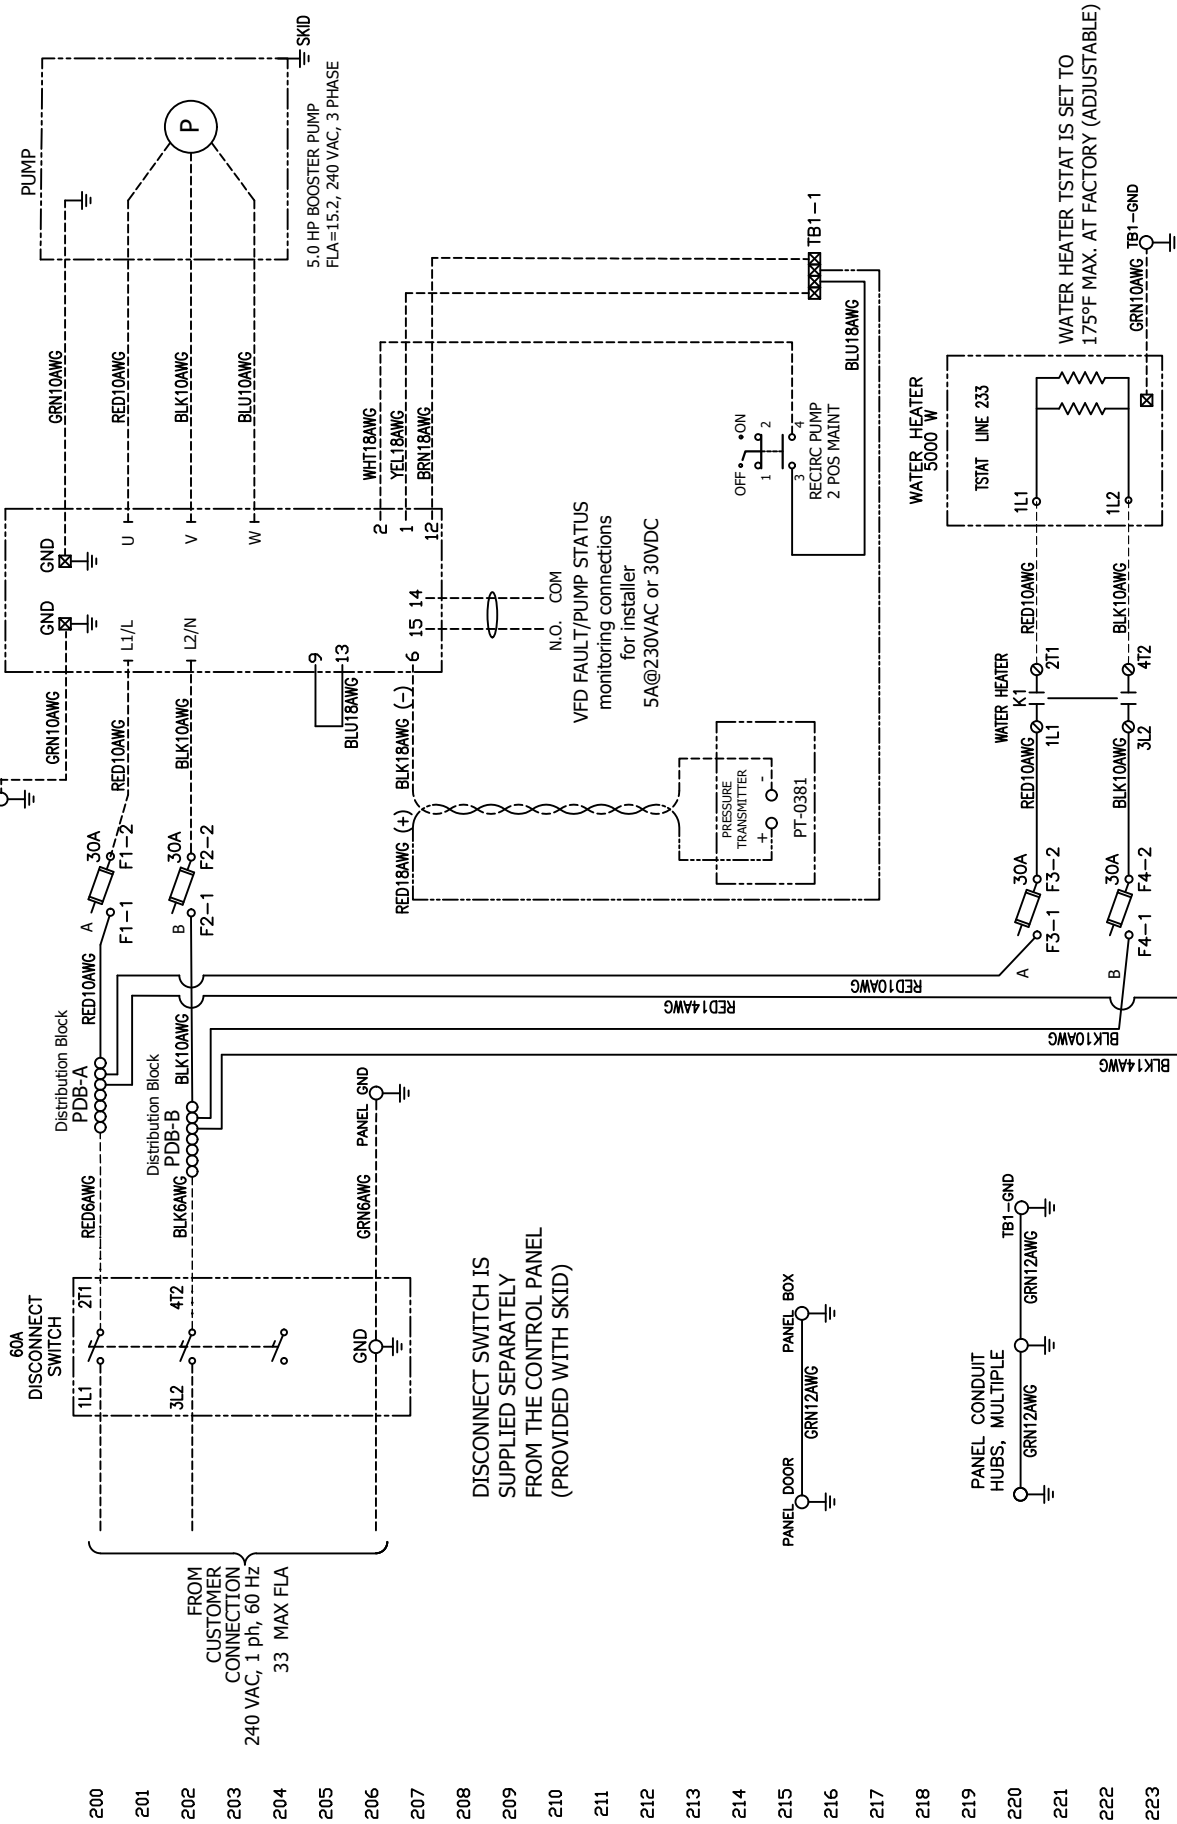 200
201
202
203
204
205
206
207
208
209
210
211
212
213
214
215
216
217
218
219
220
221
222
223
FROM
CUSTOMER
CONNECTION
240 VAC, 1 ph, 60 Hz
33 MAX FLA
60A
DISCONNECT
SWITCH
1L1
2T1
3L2
4T2
GND
RED6AWG
BLK6AWG
GRN6AWG
PANEL GND
Distribution Block
PDB-A
Distribution Block
PDB-B
RED10AWG
BLK10AWG
A
30A
F1-1
F1-2
B
30A
F2-1
F2-2
GRN10AWG
RED10AWG
BLK10AWG
GND
GND
L1/L
L2/N
U
V
W
9
13
BLU18AWG
6
15
14
2
1
12
GRN10AWG
RED10AWG
BLK10AWG
BLU10AWG
PUMP
P
SKID
5.0 HP BOOSTER PUMP
FLA=15.2, 240 VAC, 3 PHASE
WHT18AWG
YEL18AWG
BRN18AWG
N.O.
COM
VFD FAULT/PUMP STATUS
monitoring connections
for installer
5A@230VAC or 30VDC
RED18AWG (+)
BLK18AWG (-)
PRESSURE
TRANSMITTER
+
-
PT-0381
OFF
ON
1
2
3
4
RECIRC PUMP
2 POS MAINT
BLU18AWG
TB1-1
DISCONNECT SWITCH IS
SUPPLIED SEPARATELY
FROM THE CONTROL PANEL
(PROVIDED WITH SKID)
RED14AWG
RED10AWG
BLK10AWG
BLK14AWG
PANEL DOOR
GRN12AWG
PANEL BOX
PANEL CONDUIT
HUBS, MULTIPLE
GRN12AWG
GRN12AWG
TB1-GND
A
30A
F3-1
F3-2
B
30A
F4-1
F4-2
RED10AWG
BLK10AWG
WATER HEATER
K1
1L1
2T1
3L2
4T2
RED10AWG
BLK10AWG
WATER HEATER
5000 W
TSTAT LINE 233
1L1
1L2
WATER HEATER TSTAT IS SET TO
175°F MAX. AT FACTORY (ADJUSTABLE)
GRN10AWG
TB1-GND